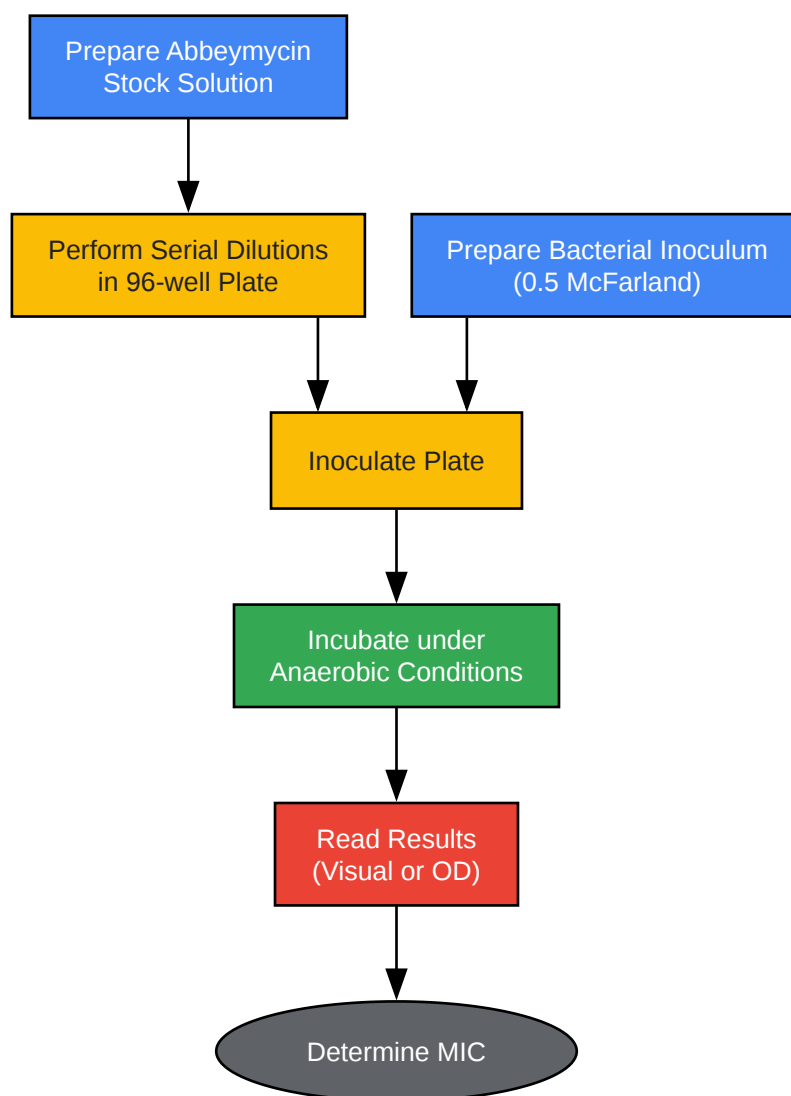 Prepare Abbeymycin
Stock Solution
Perform Serial Dilutions
in 96-well Plate
Prepare Bacterial Inoculum
(0.5 McFarland)
Inoculate Plate
Incubate under
Anaerobic Conditions
Read Results
(Visual or OD)
Determine MIC